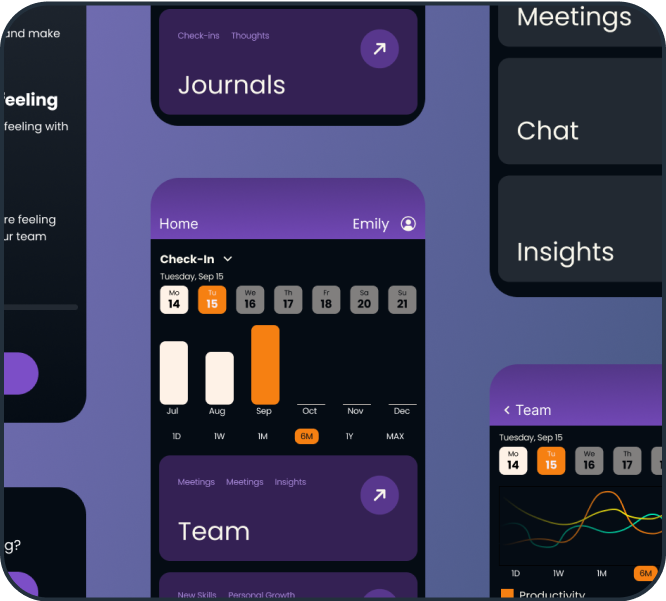 and make
feeling
feeling with
re feeling
ur team
g?
Check-ins Thoughts
Journals
Home Emily
Check-In
Tuesday, Sep 15
Mo Tu We Th Fr Sa Su
14 15 16 17 18 20 21
Jul Aug Sep Oct Nov Dec
1D 1W 1M 6M 1Y MAX
Meetings Meetings Insights
Team
New Skills Personal Growth
Meetings
Chat
Insights
< Team
Tuesday, Sep 15
Mo Tu We Th
14 15 16 17
1D 1W 1M 6M
Productivity